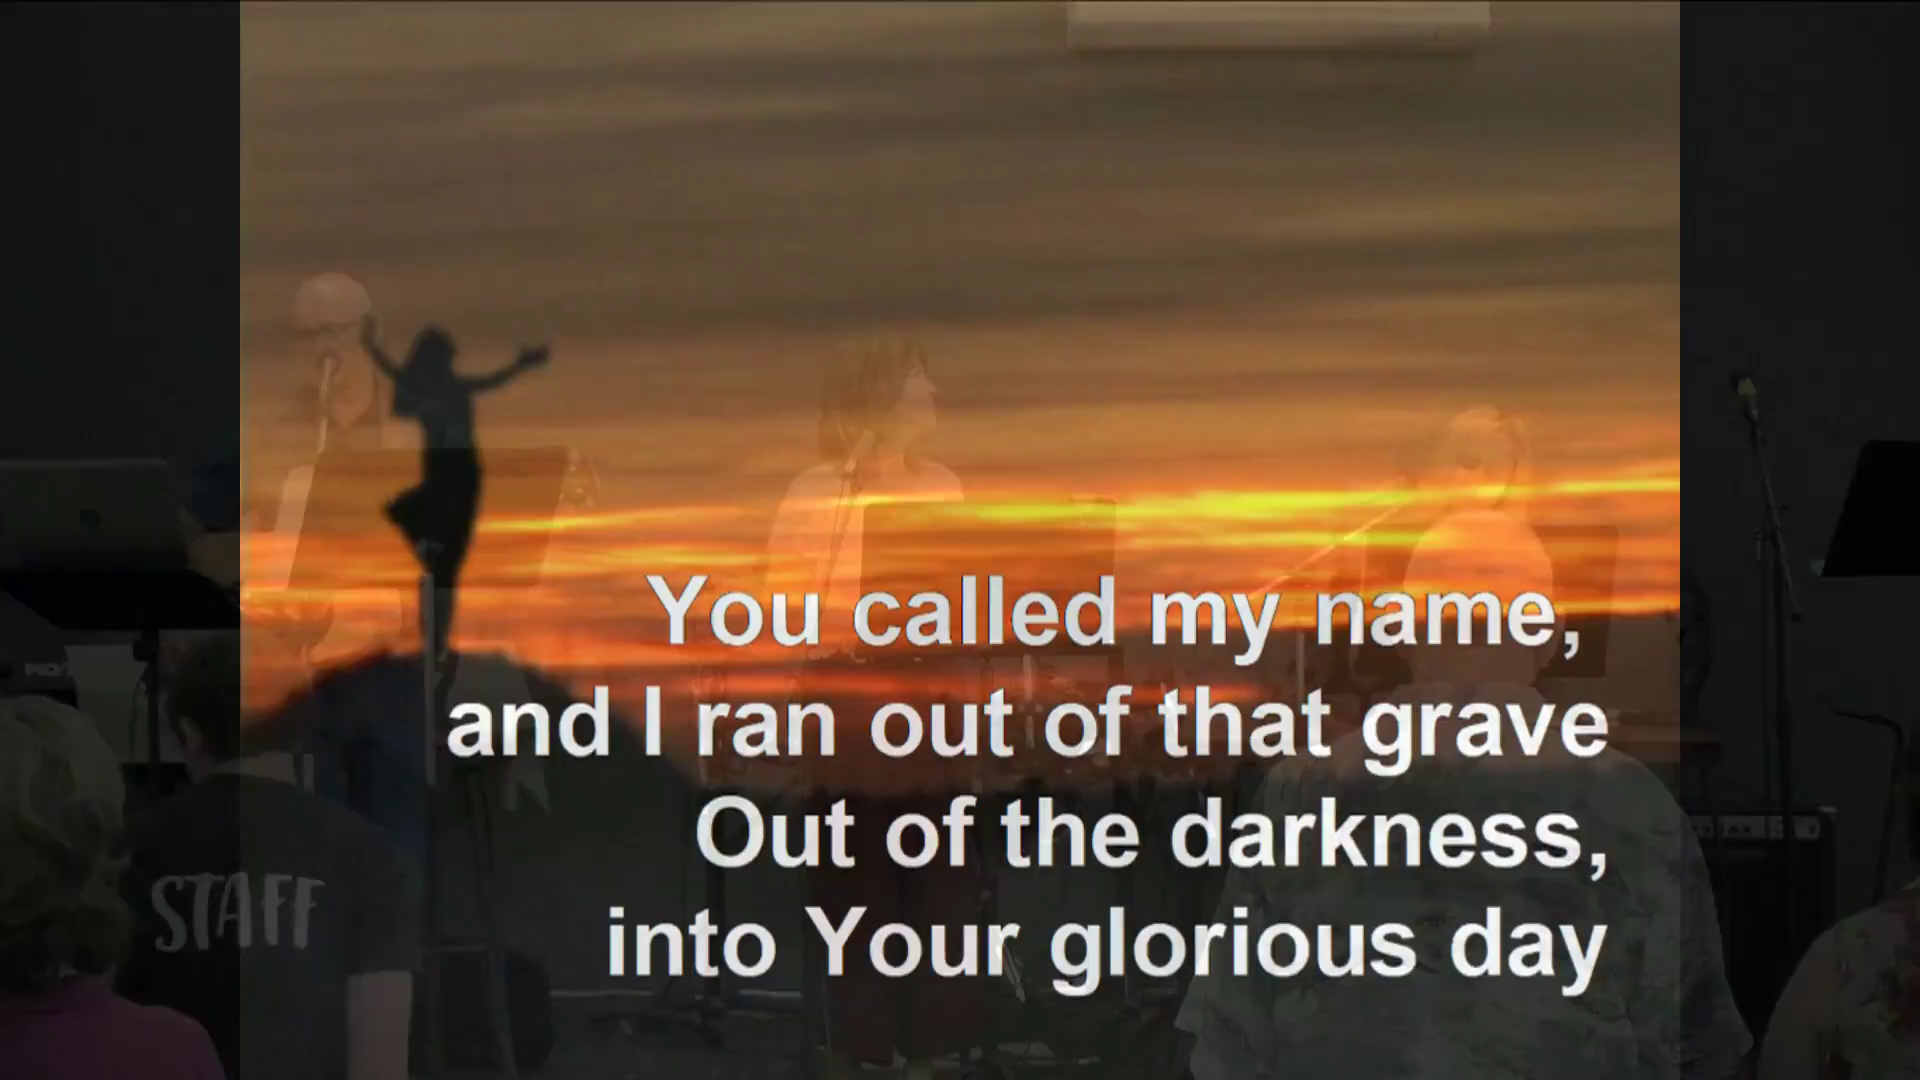 You called my name,
and I ran out of that grave
Out of the darkness,
into Your glorious day
STAFF